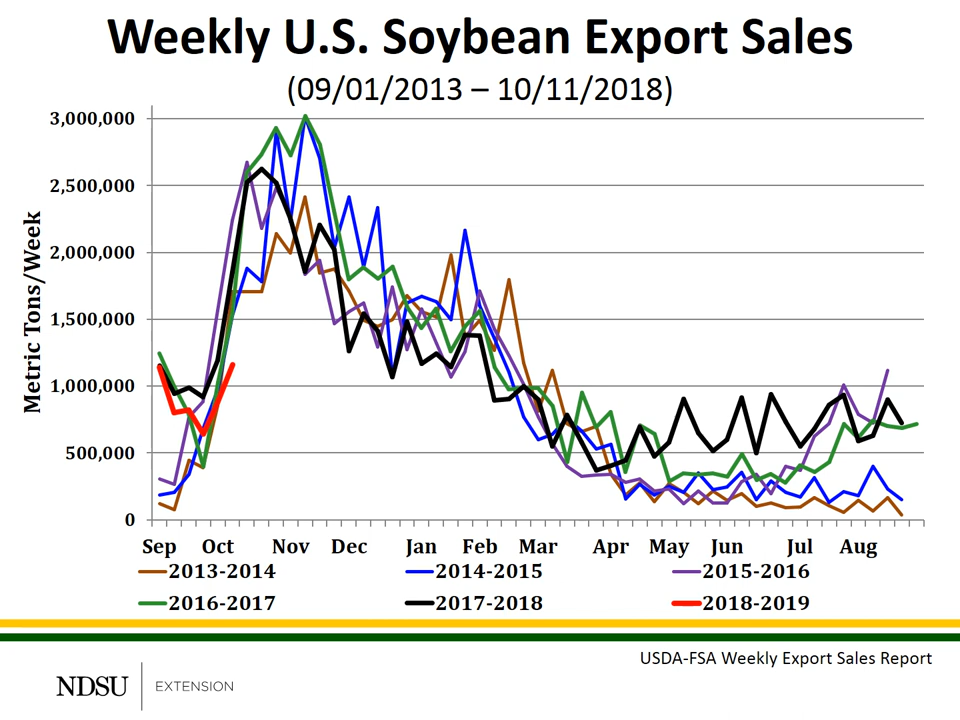 Weekly U.S. Soybean Export Sales
(09/01/2013 – 10/11/2018)
Metric Tons/Week
3,000,000
2,500,000
2,000,000
1,500,000
1,000,000
500,000
0
Sep Oct Nov Dec Jan Feb Mar Apr May Jun Jul Aug
2013-2014 2014-2015 2015-2016
2016-2017 2017-2018 2018-2019
USDA-FSA Weekly Export Sales Report
NDSU EXTENSION